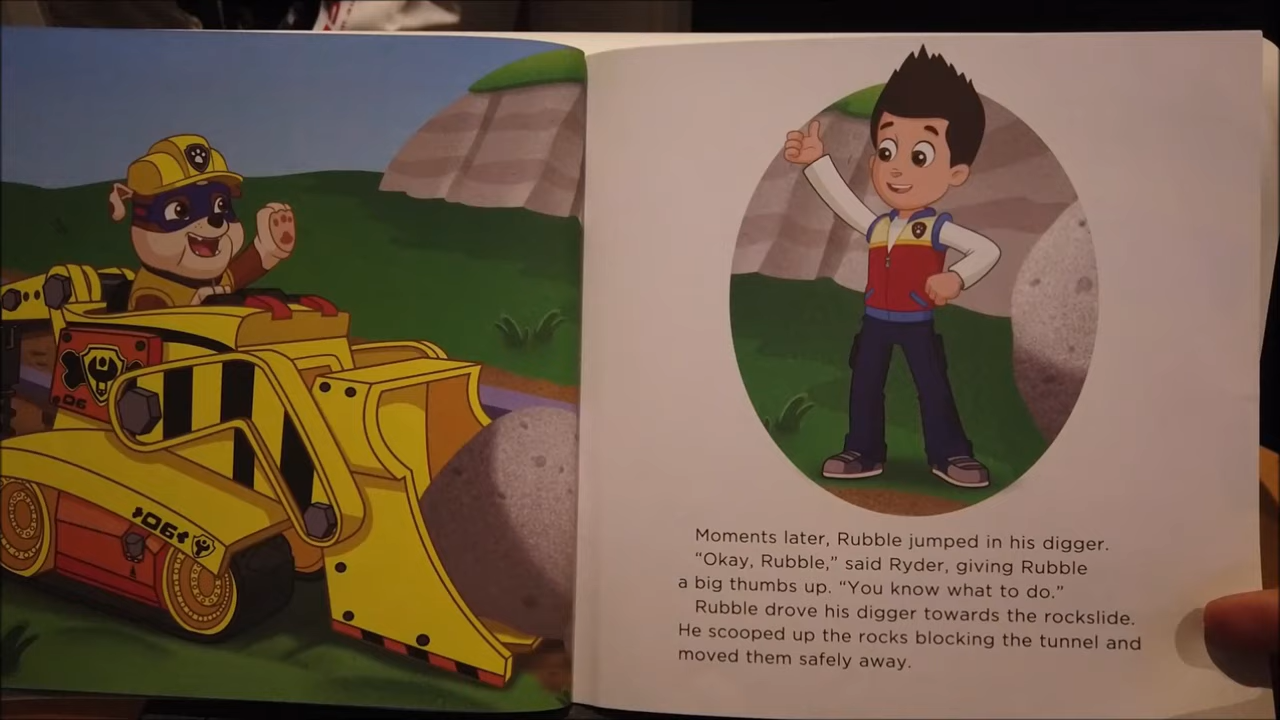 .06
.06
Moments later, Rubble jumped in his digger.
“Okay, Rubble,” said Ryder, giving Rubble
a big thumbs up. “You know what to do.”
Rubble drove his digger towards the rockslide.
He scooped up the rocks blocking the tunnel and
moved them safely away.